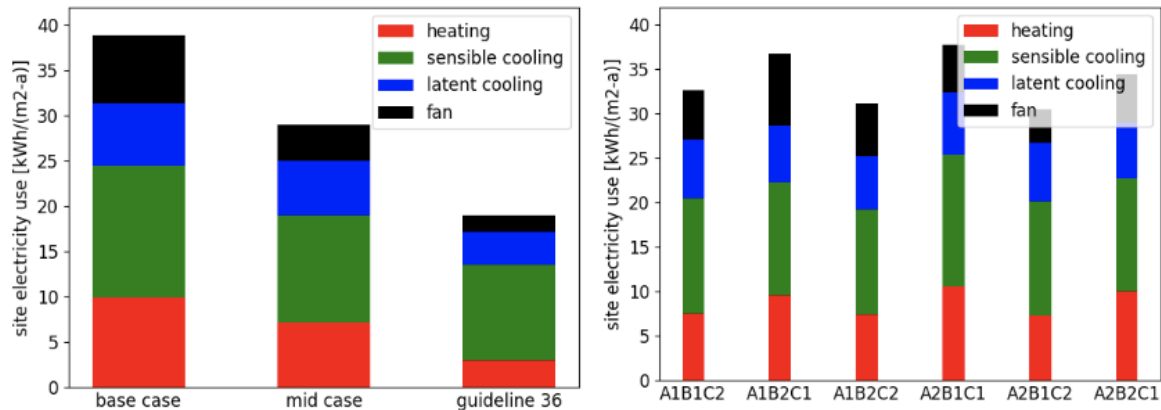 site electricity use [kWh/(m2-a)]
40
35
30
25
20
15
10
5
0
heating
sensible cooling
latent cooling
fan
base case
mid case
guideline 36
site electricity use [kWh/(m2-a)]
40
35
30
25
20
15
10
5
0
heating
sensible cooling
latent cooling
fan
A1B1C2
A1B2C1
A1B2C2
A2B1C1
A2B1C2
A2B2C1